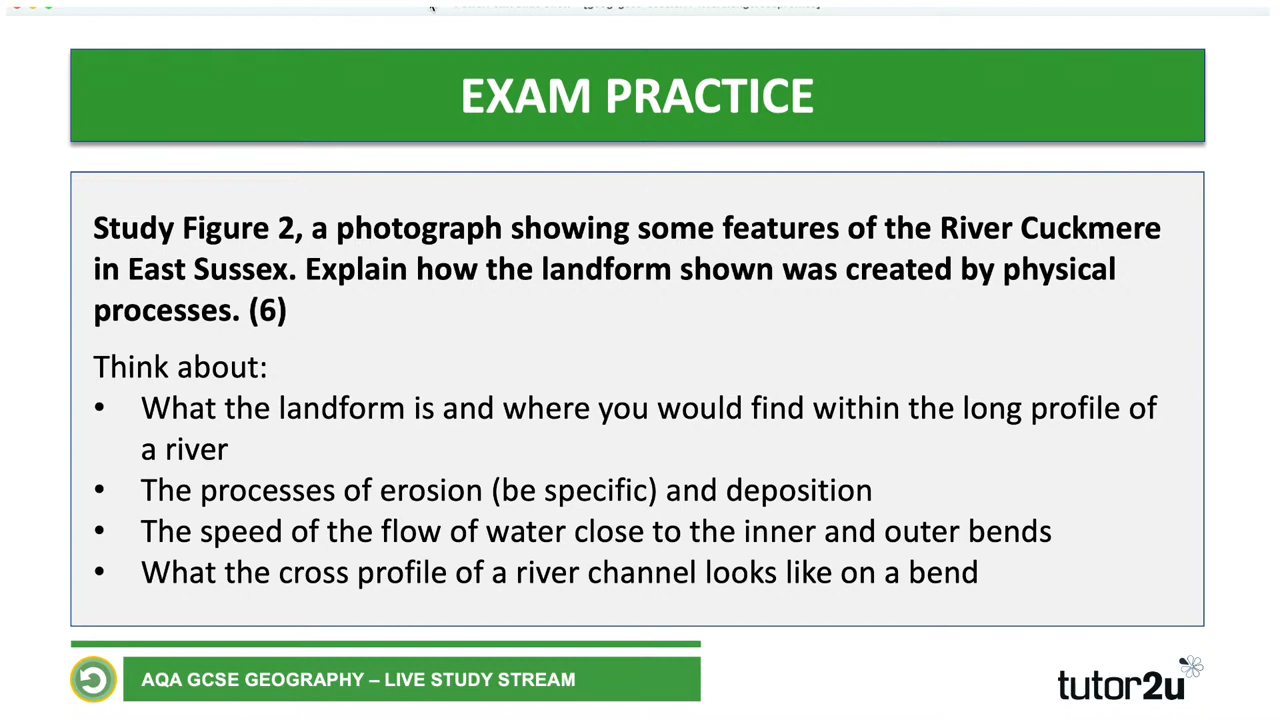 EXAM PRACTICE
Study Figure 2, a photograph showing some features of the River Cuckmere
in East Sussex. Explain how the landform shown was created by physical
processes. (6)
Think about:
• What the landform is and where you would find within the long profile of
a river
• The processes of erosion (be specific) and deposition
• The speed of the flow of water close to the inner and outer bends
• What the cross profile of a river channel looks like on a bend
AQA GCSE GEOGRAPHY – LIVE STUDY STREAM
tutor2u